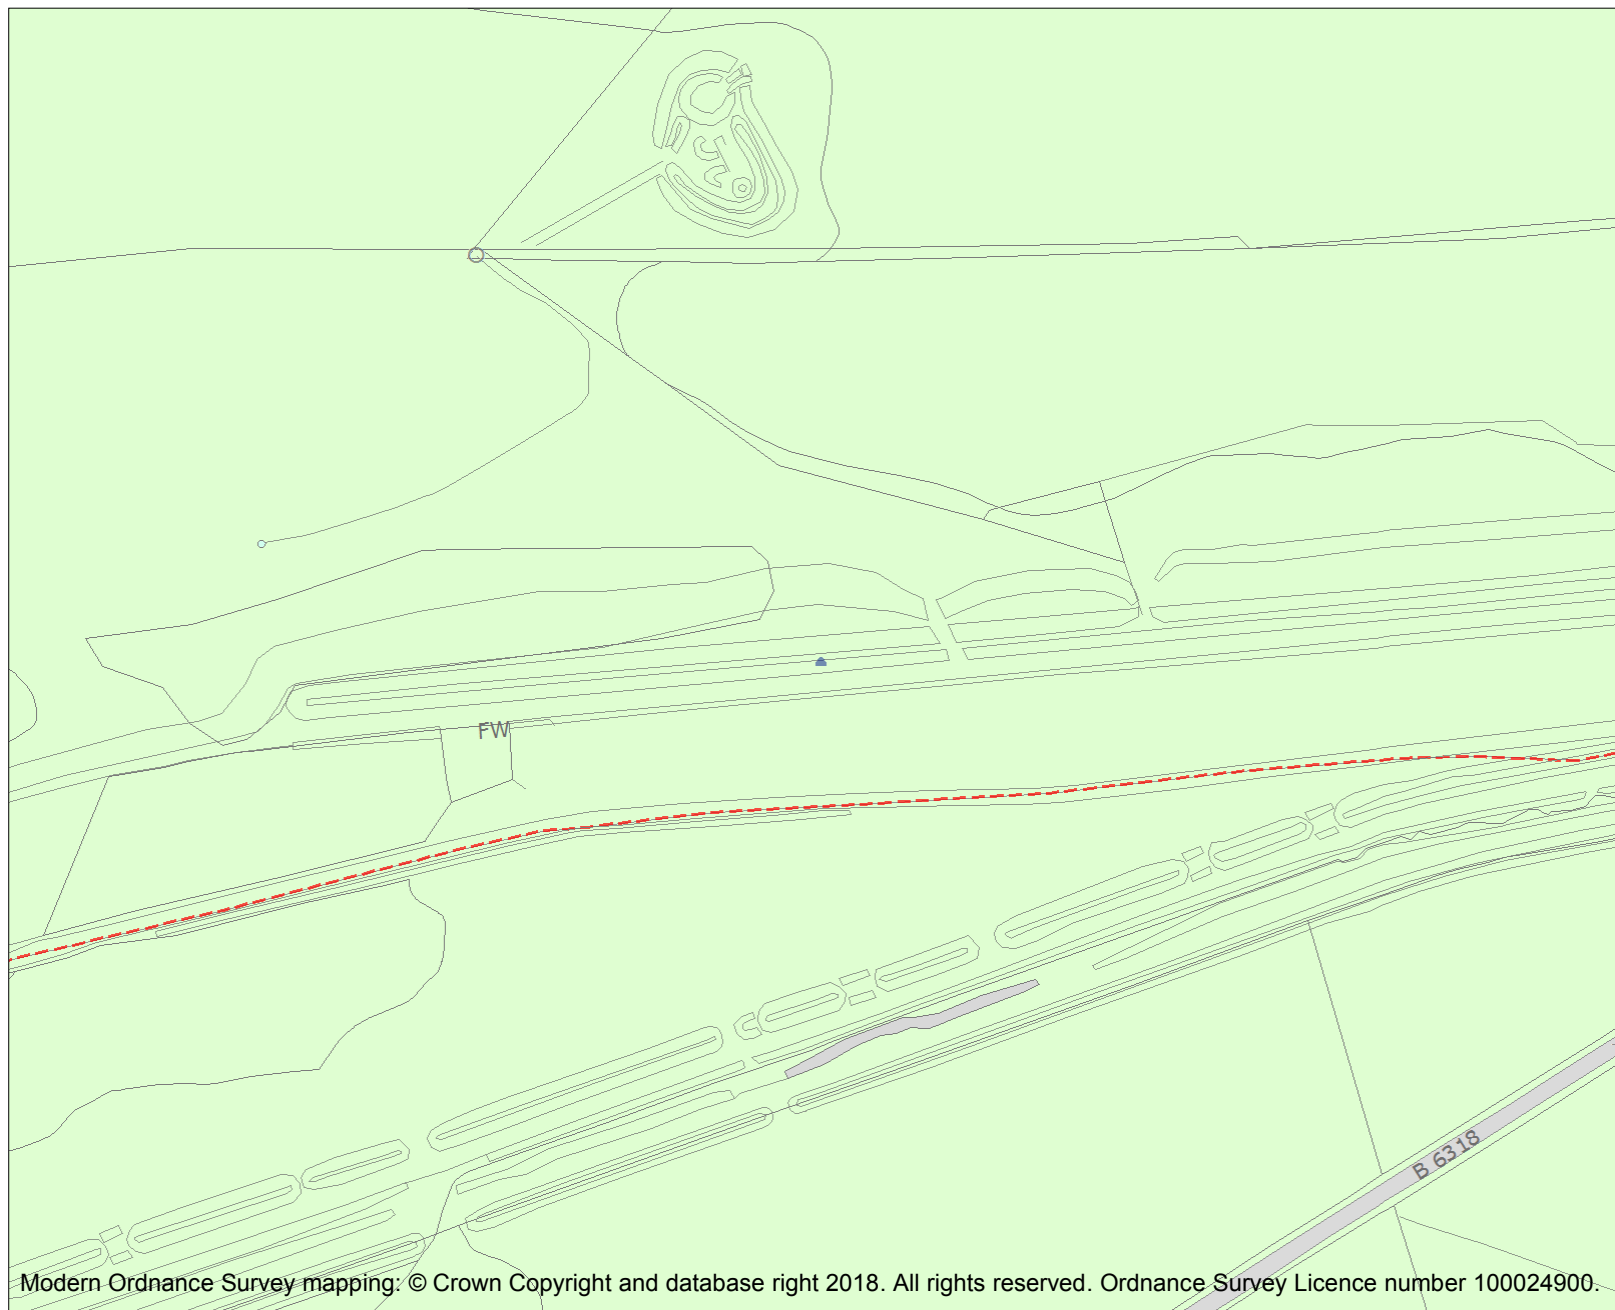 FW
B 6318
Modern Ordnance Survey mapping: © Crown Copyright and database right 2018. All rights reserved. Ordnance Survey Licence number 100024900.